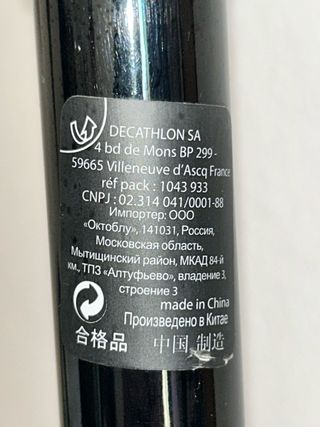 DECATHLON SA
4 bd de Mons BP 299 -
59665 Villeneuve d'Ascq France
réf pack : 1043 933
CNPJ : 02.314 041/0001-88
Импортер: ООО
«Октоблу», 141031, Россия,
Московская область,
Мытищинский район, МКАД 84-й
км., ТПЗ «Алтуфьево», владение 3,
строение 3
made in China
Произведено в Китае
合格品 中国 制造